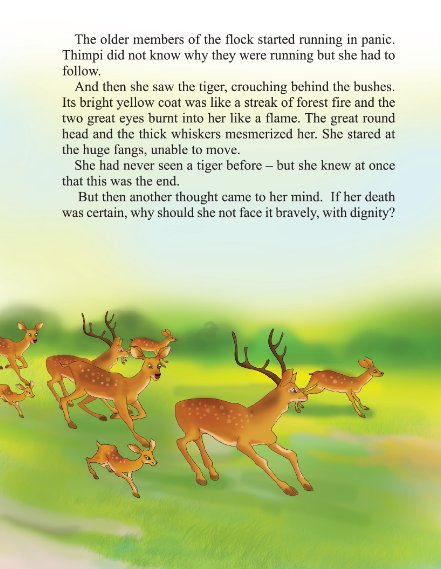 The older members of the flock started running in panic.
Thimpi did not know why they were running but she had to
follow.
And then she saw the tiger, crouching behind the bushes.
Its bright yellow coat was like a streak of forest fire and the
two great eyes burnt into her like a flame. The great round
head and the thick whiskers mesmerized her. She stared at
the huge fangs, unable to move.
She had never seen a tiger before – but she knew at once
that this was the end.
But then another thought came to her mind. If her death
was certain, why should she not face it bravely, with dignity?